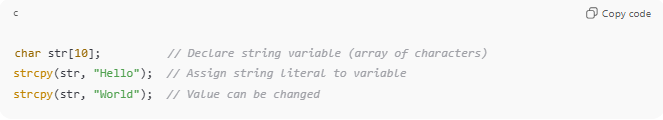 c
Copy code
char str[10];          // Declare string variable (array of characters)
strcpy(str, "Hello");  // Assign string literal to variable
strcpy(str, "World");  // Value can be changed